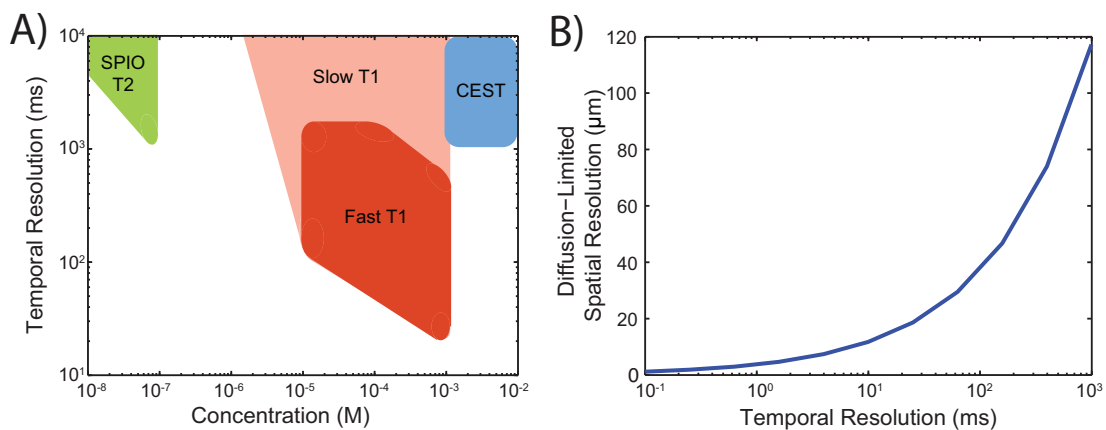 A)
Temporal Resolution (ms)
10^4
10^3
10^2
10^1
SPIO
T2
Slow T1
CEST
Fast T1
10^-8
10^-7
10^-6
10^-5
10^-4
10^-3
10^-2
Concentration (M)
B)
Diffusion–Limited
Spatial Resolution (μm)
120
100
80
60
40
20
0
10^-1
10^0
10^1
10^2
10^3
Temporal Resolution (ms)